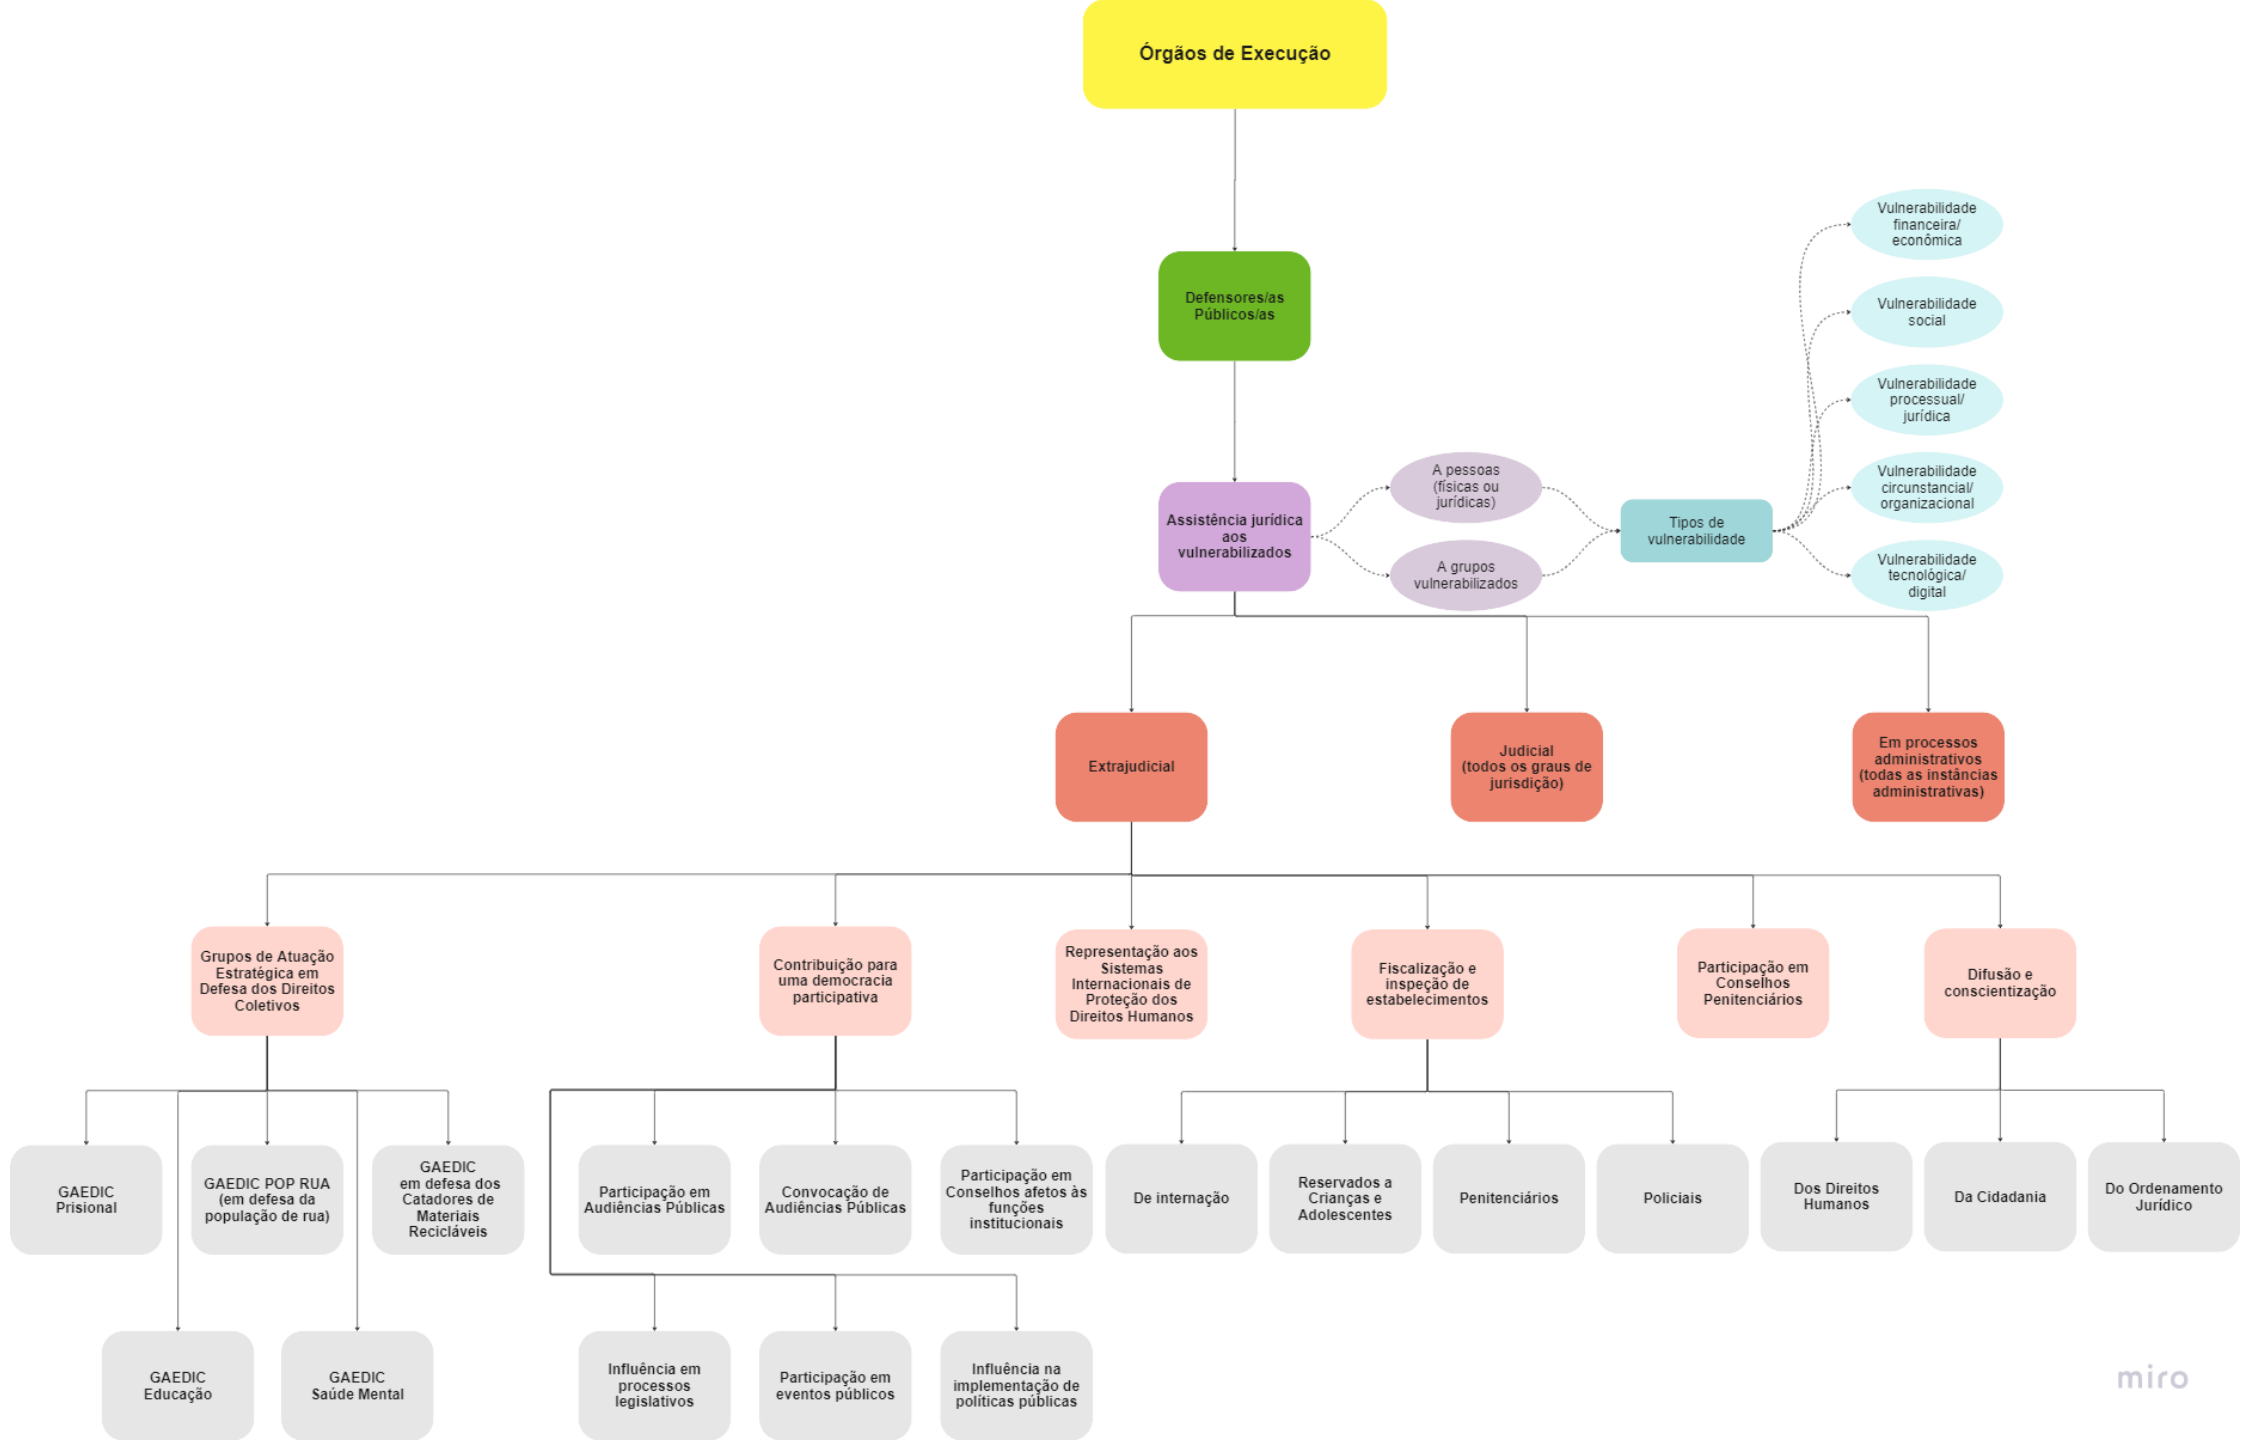 Órgãos de Execução
Defensores/as
Públicos/as
Assistência jurídica
aos
vulnerabilizados
A pessoas
(físicas ou
jurídicas)
A grupos
vulnerabilizados
Tipos de
vulnerabilidade
Vulnerabilidade
financeira/
econômica
Vulnerabilidade
social
Vulnerabilidade
processual/
jurídica
Vulnerabilidade
circunstancial/
organizacional
Vulnerabilidade
tecnológica/
digital
Extrajudicial
Judicial
(todos os graus de
jurisdição)
Em processos
administrativos
(todas as instâncias
administrativas)
Grupos de Atuação
Estratégica em
Defesa dos Direitos
Coletivos
Contribuição para
uma democracia
participativa
Representação aos
Sistemas
Internacionais de
Proteção dos
Direitos Humanos
Fiscalização e
inspeção de
estabelecimentos
Participação em
Conselhos
Penitenciários
Difusão e
conscientização
GAEDIC
Prisional
GAEDIC POP RUA
(em defesa da
população de rua)
GAEDIC
em defesa dos
Catadores de
Materiais
Recicláveis
Participação em
Audiências Públicas
Convocação de
Audiências Públicas
Participação em
Conselhos afetos às
funções
institucionais
De internação
Reservados a
Crianças e
Adolescentes
Penitenciários
Policiais
Dos Direitos
Humanos
Da Cidadania
Do Ordenamento
Jurídico
GAEDIC
Educação
GAEDIC
Saúde Mental
Influência em
processos
legislativos
Participação em
eventos públicos
Influência na
implementação de
políticas públicas
miro